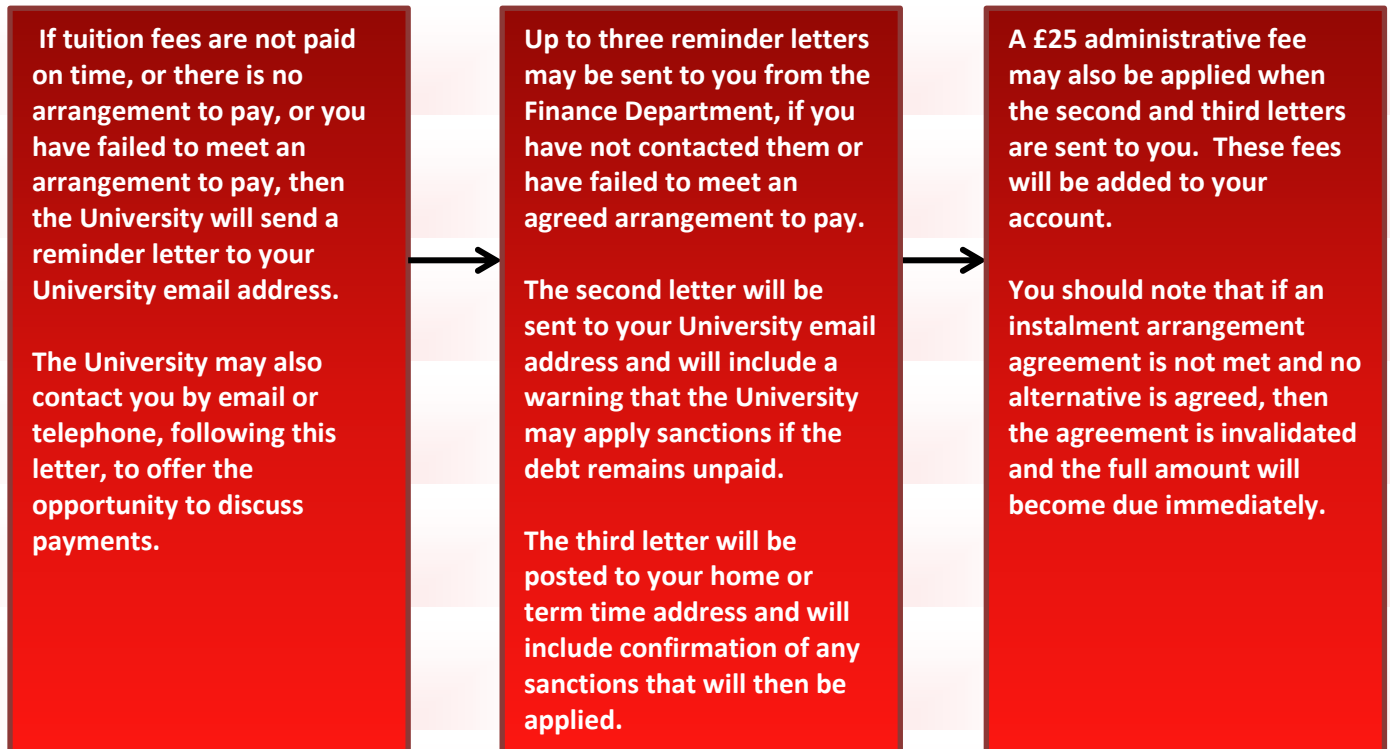 If tuition fees are not paid
on time, or there is no
arrangement to pay, or you
have failed to meet an
arrangement to pay, then
the University will send a
reminder letter to your
University email address.
The University may also
contact you by email or
telephone, following this
letter, to offer the
opportunity to discuss
payments.
Up to three reminder letters
may be sent to you from the
Finance Department, if you
have not contacted them or
have failed to meet an
agreed arrangement to pay.
The second letter will be
sent to your University email
address and will include a
warning that the University
may apply sanctions if the
debt remains unpaid.
The third letter will be
posted to your home or
term time address and will
include confirmation of any
sanctions that will then be
applied.
A £25 administrative fee
may also be applied when
the second and third letters
are sent to you.  These fees
will be added to your
account.
You should note that if an
instalment arrangement
agreement is not met and no
alternative is agreed, then
the agreement is invalidated
and the full amount will
become due immediately.